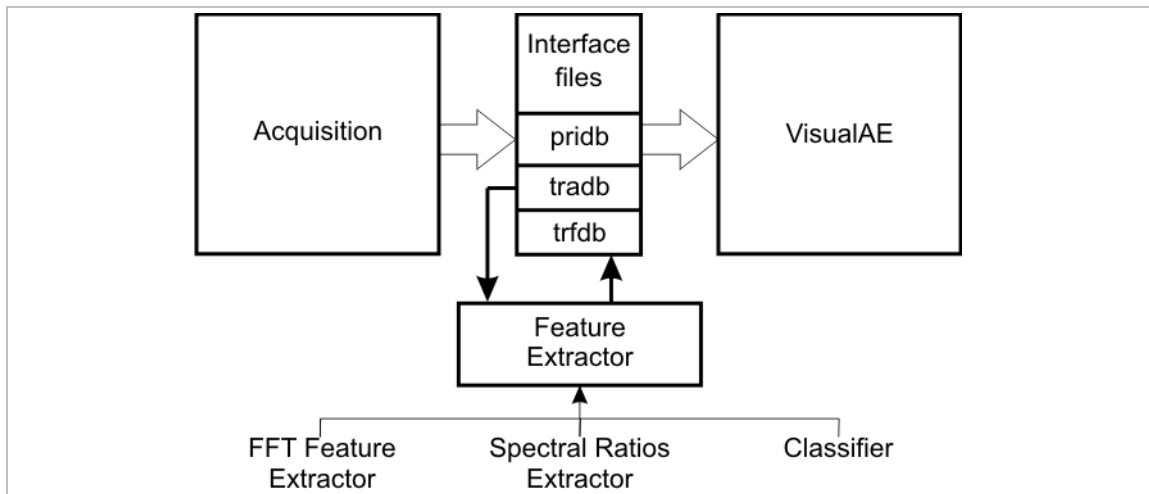 Interface
files
Acquisition
pridb
VisualAE
tradb
trfdb
Feature
Extractor
FFT Feature
Extractor
Spectral Ratios
Extractor
Classifier